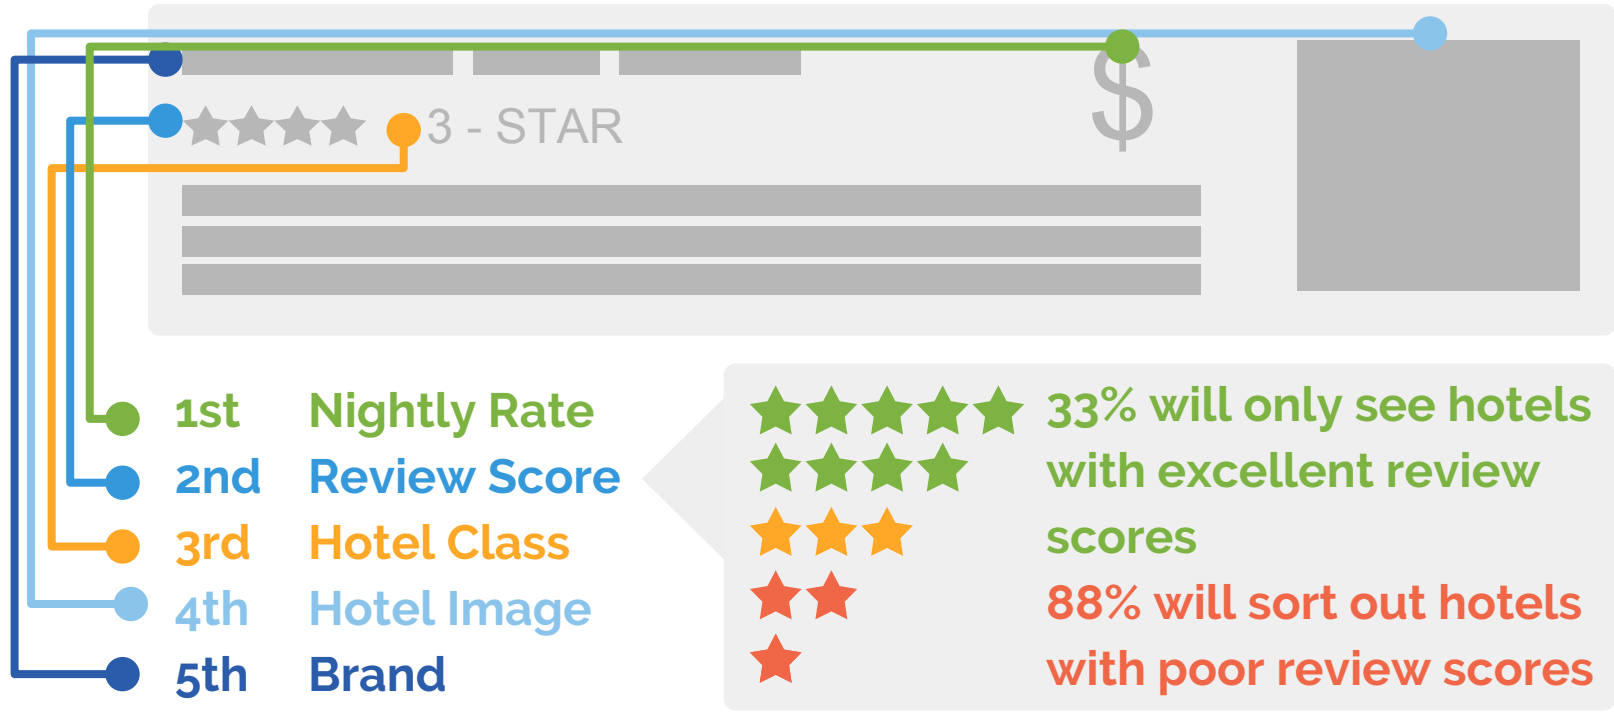 $
3 - STAR
1st Nightly Rate
2nd Review Score
3rd Hotel Class
4th Hotel Image
5th Brand
33% will only see hotels
with excellent review
scores
88% will sort out hotels
with poor review scores